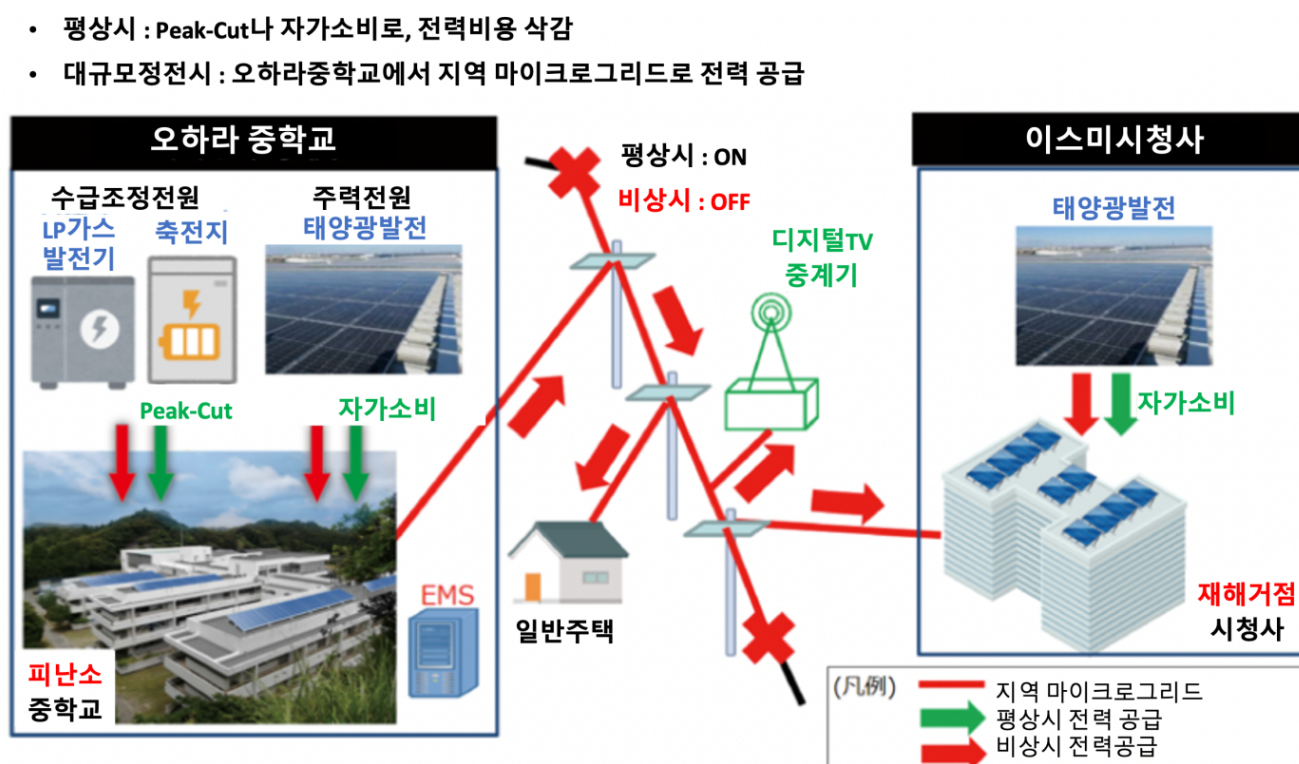 • 평상시 : Peak-Cut나 자가소비로, 전력비용 삭감
• 대규모정전시 : 오하라중학교에서 지역 마이크로그리드로 전력 공급
오하라 중학교
수급조정전원
주력전원
LP가스
발전기
축전지
태양광발전
Peak-Cut
자가소비
EMS
피난소
중학교
평상시 : ON
비상시 : OFF
디지털TV
중계기
일반주택
이스미시청사
태양광발전
자가소비
재해거점
시청사
(凡例)
지역 마이크로그리드
평상시 전력 공급
비상시 전력공급